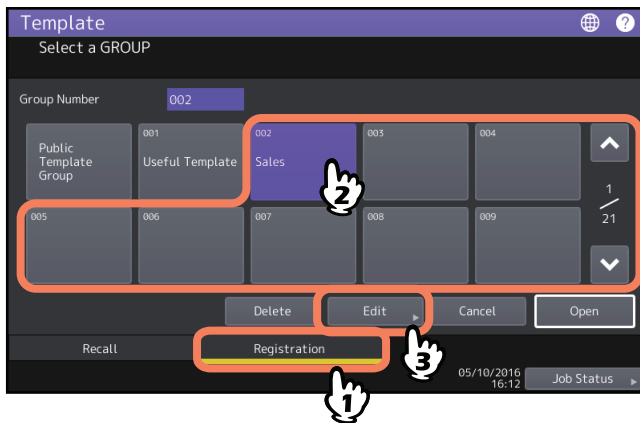 Template
?
Select a GROUP
Group Number 002
Public
Template
Group
001
Useful Template
002
Sales
003
004
1
21
005
006
007
008
009
2
Delete
Edit
Cancel
Open
3
Recall
Registration
1
05/10/2016
16:12
Job Status